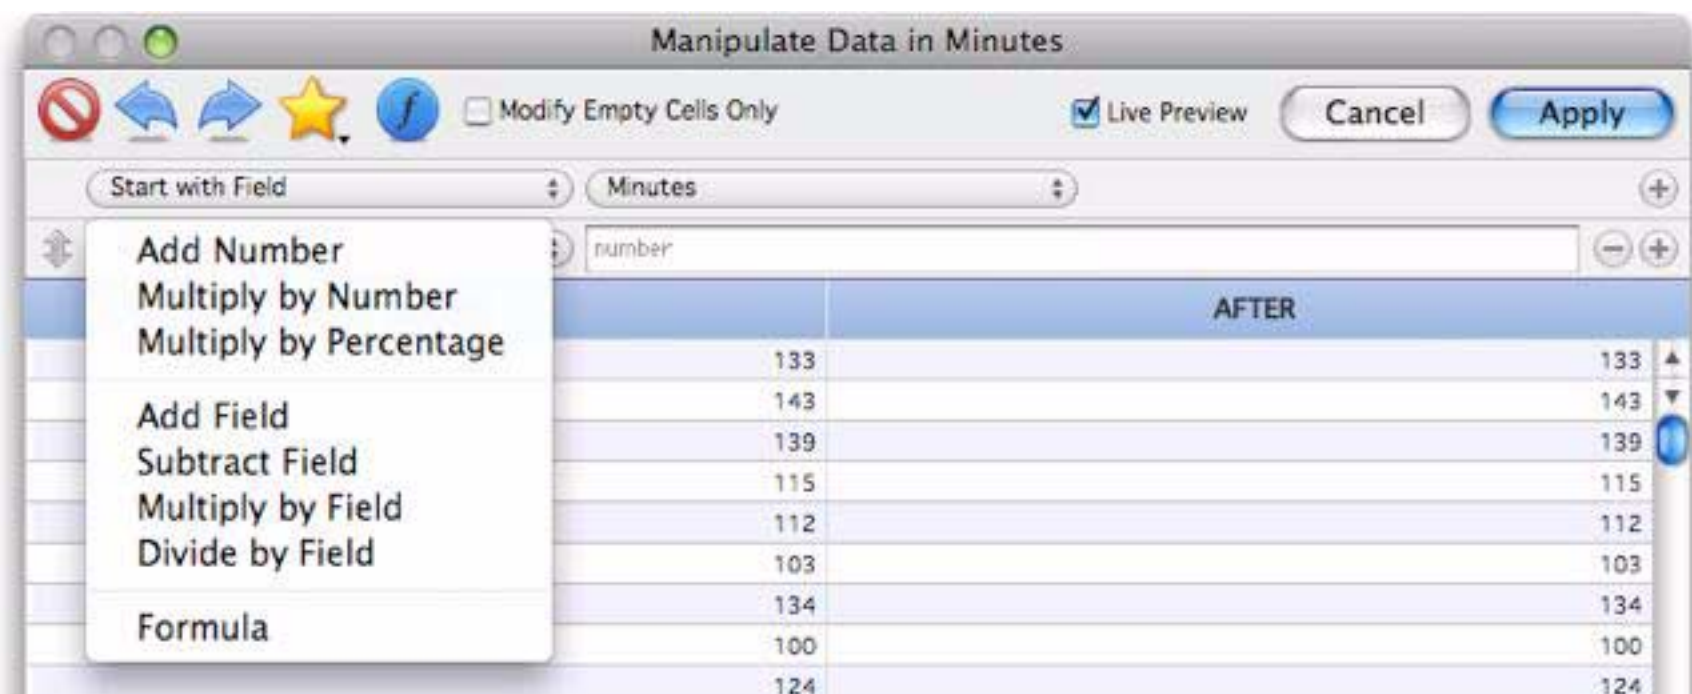 Manipulate Data in Minutes
f Modify Empty Cells Only Live Preview Cancel Apply
Start with Field Minutes
number
Add Number
Multiply by Number
Multiply by Percentage
Add Field
Subtract Field
Multiply by Field
Divide by Field
Formula
AFTER
133 133
143 143
139 139
115 115
112 112
103 103
134 134
100 100
124 124